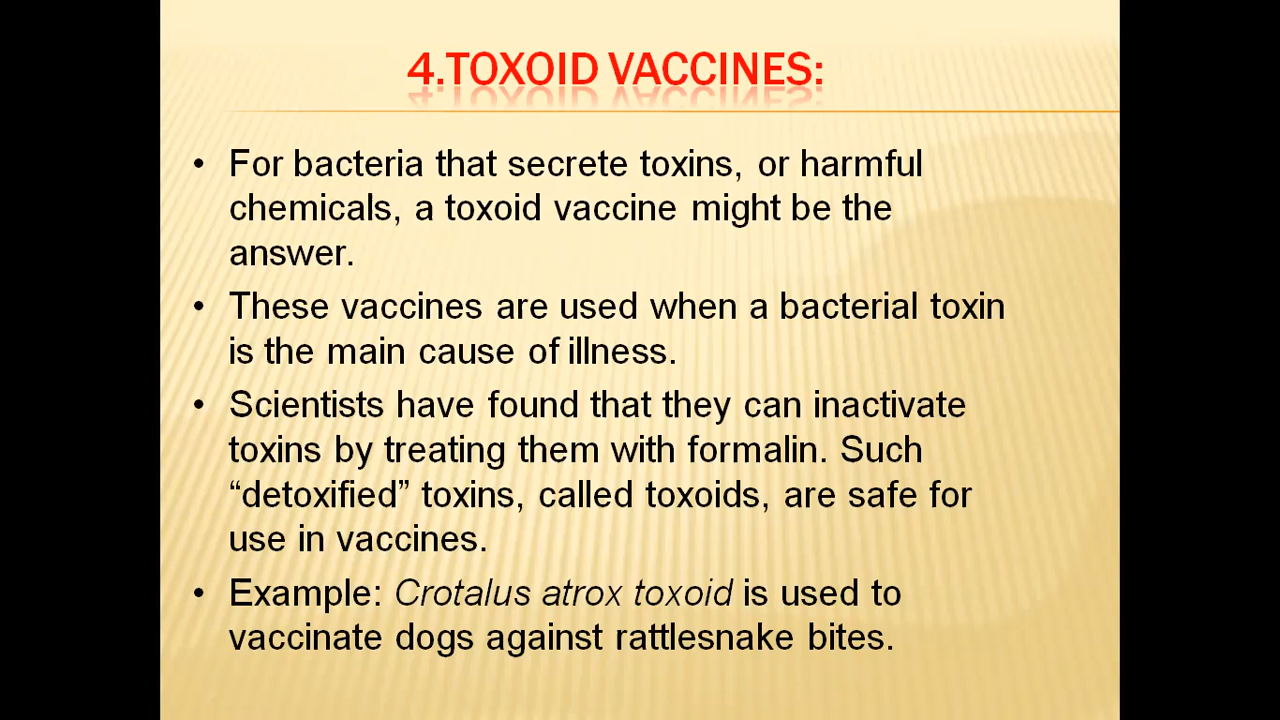 4.TOXOID VACCINES:
• For bacteria that secrete toxins, or harmful
chemicals, a toxoid vaccine might be the
answer.
• These vaccines are used when a bacterial toxin
is the main cause of illness.
• Scientists have found that they can inactivate
toxins by treating them with formalin. Such
“detoxified” toxins, called toxoids, are safe for
use in vaccines.
• Example: Crotalus atrox toxoid is used to
vaccinate dogs against rattlesnake bites.